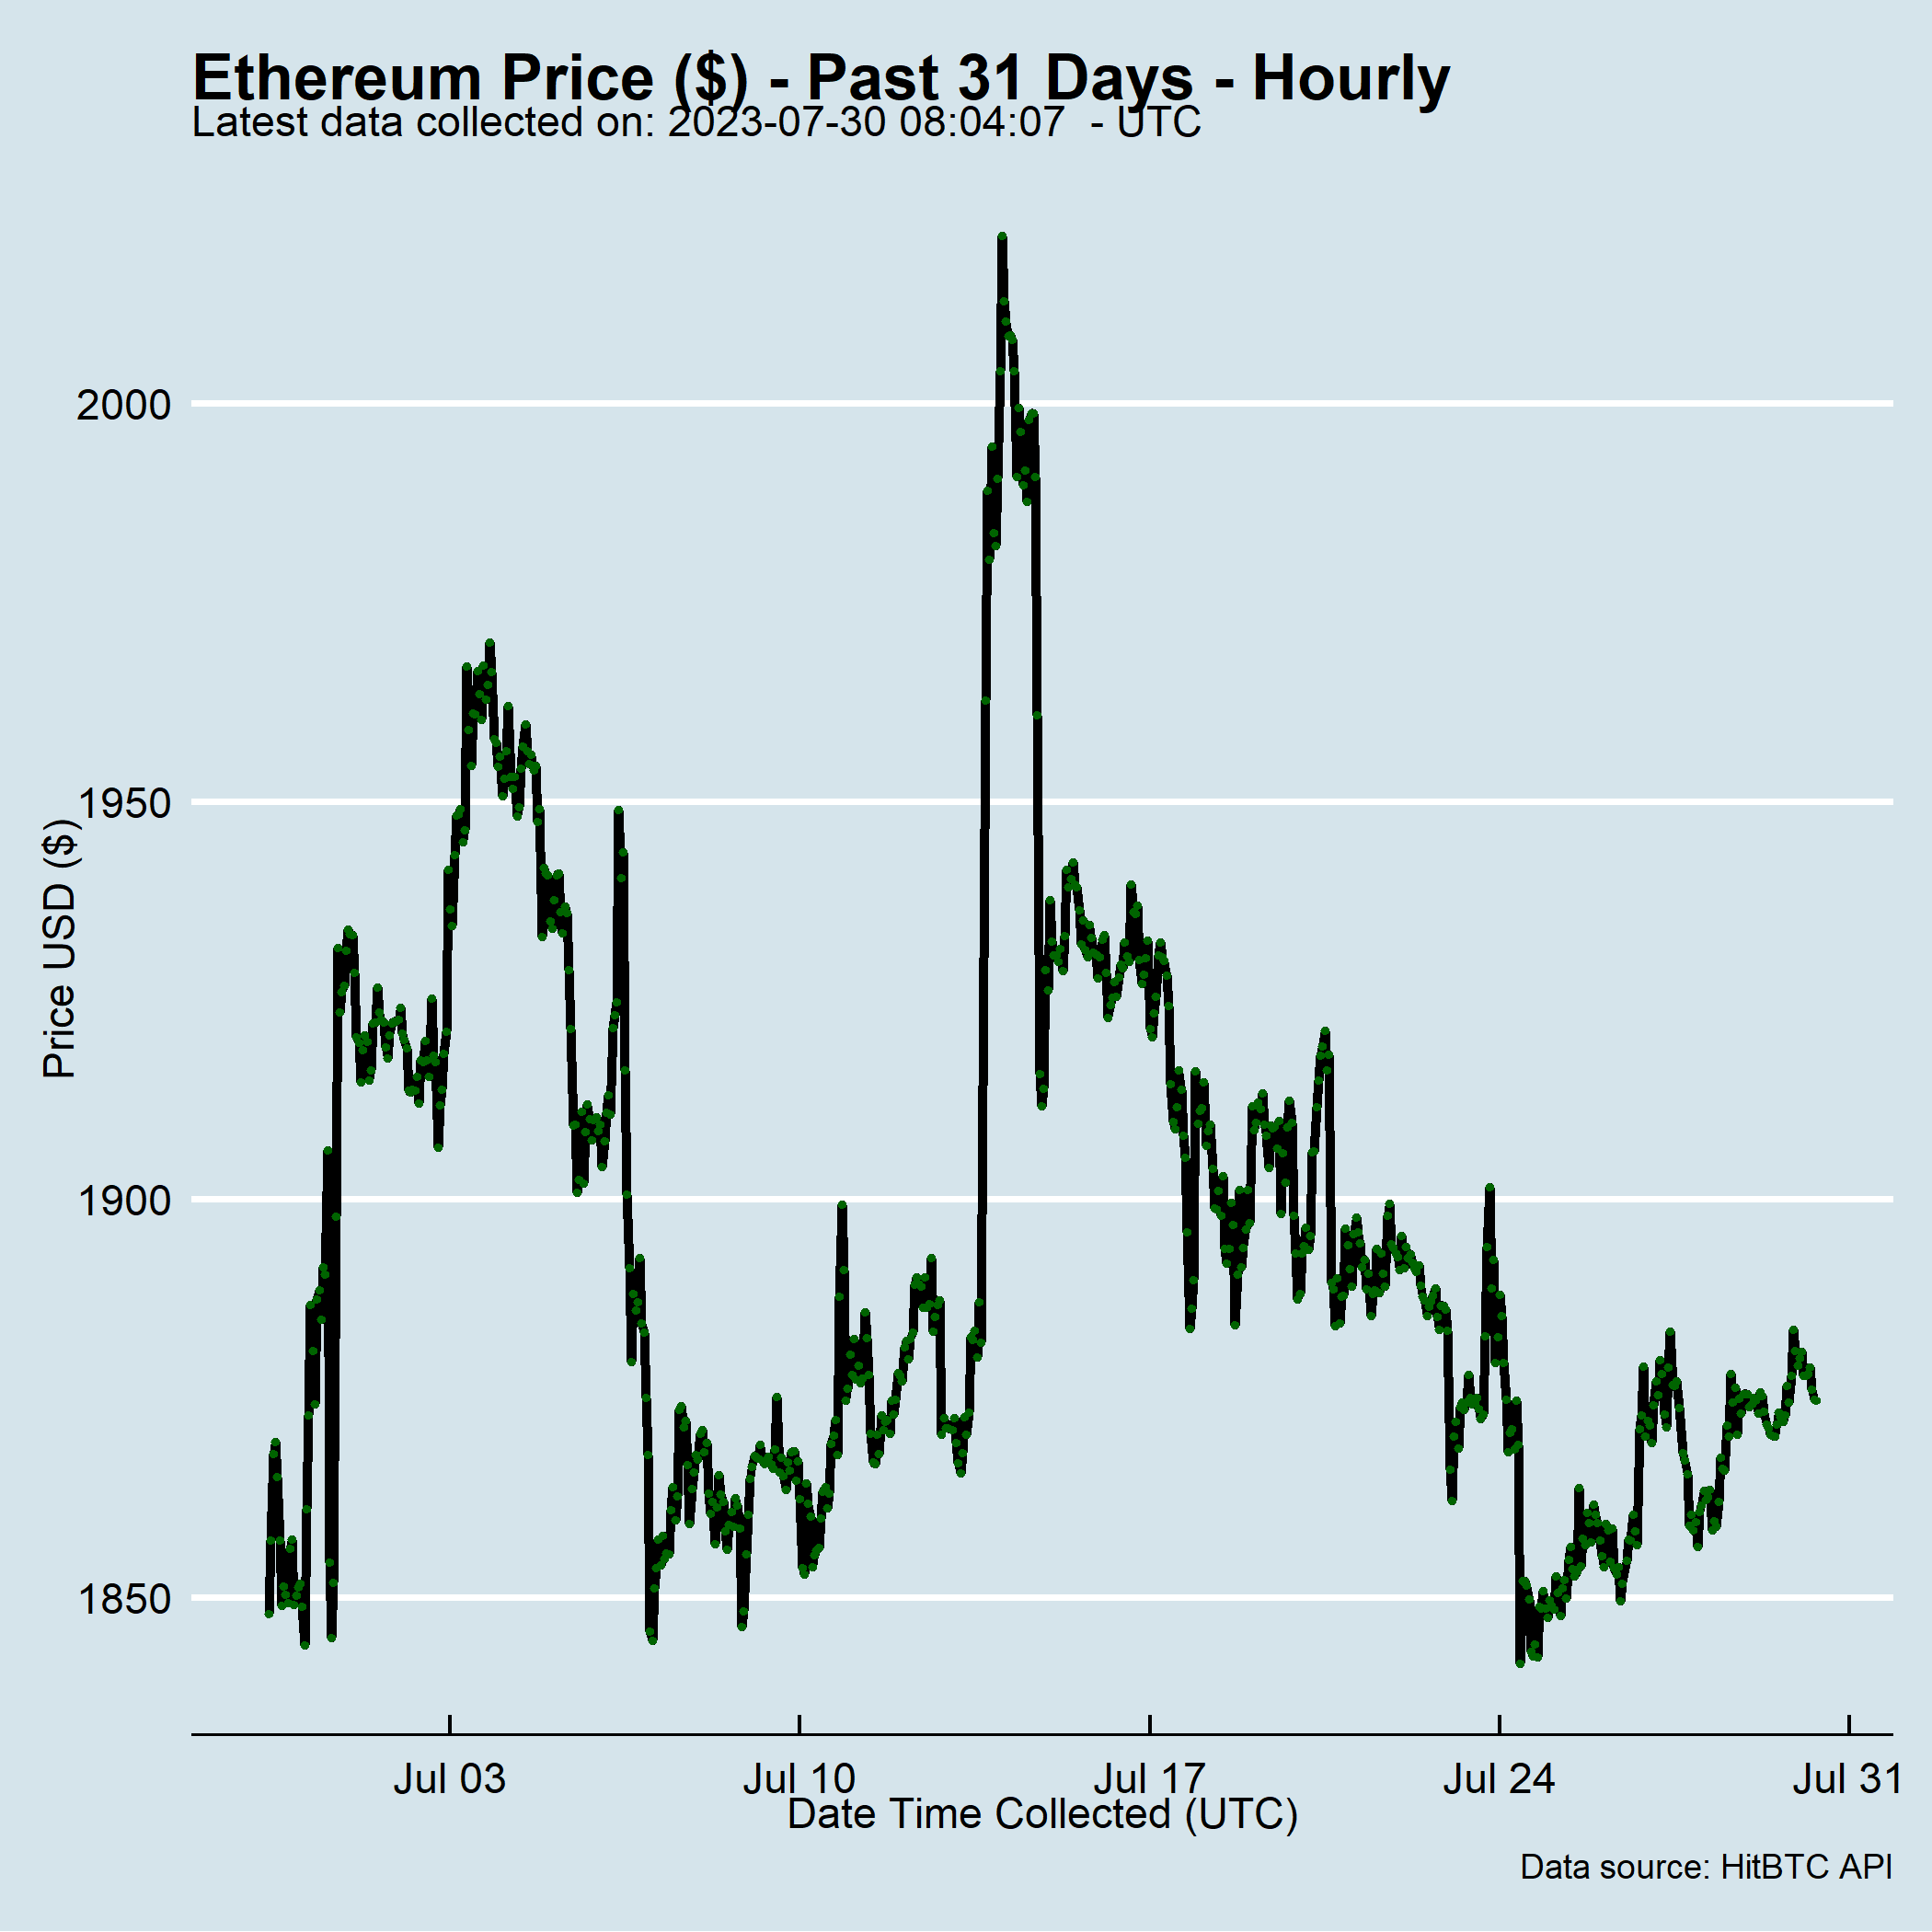 Ethereum Price ($) - Past 31 Days - Hourly
Latest data collected on: 2023-07-30 08:04:07  - UTC
2000
1950
1900
1850
Price USD ($)
Jul 03
Jul 10
Jul 17
Jul 24
Jul 31
Date Time Collected (UTC)
Data source: HitBTC API